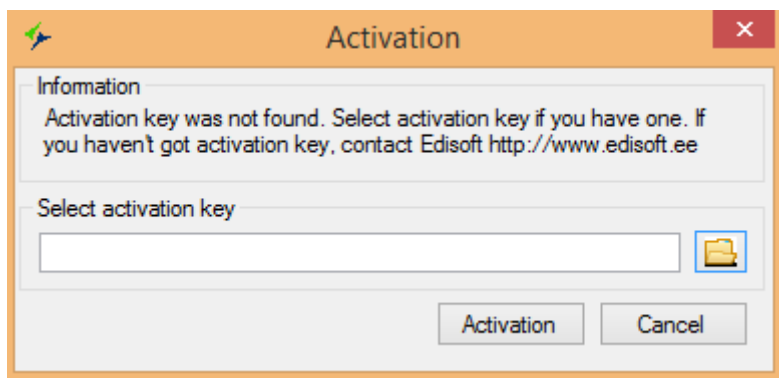 Activation
Information
Activation key was not found. Select activation key if you have one. If
you haven't got activation key, contact Edisoft http://www.edisoft.ee
Select activation key
Activation
Cancel